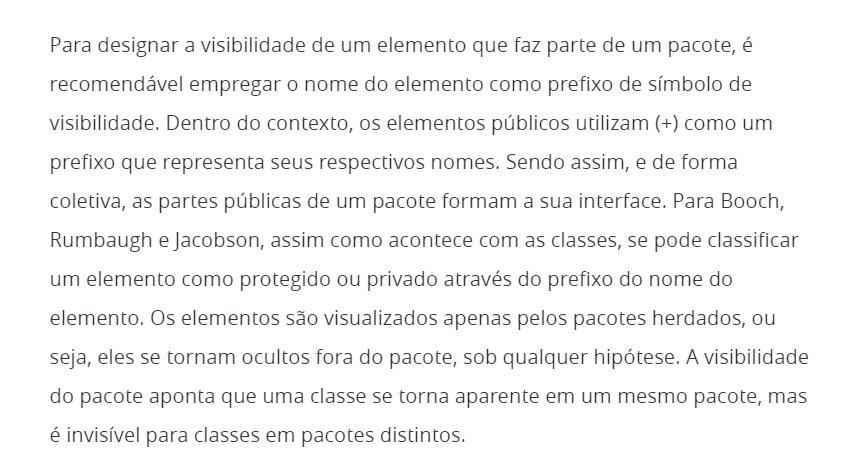 Para designar a visibilidade de um elemento que faz parte de um pacote, é
recomendável empregar o nome do elemento como prefixo de símbolo de
visibilidade. Dentro do contexto, os elementos públicos utilizam (+) como um
prefixo que representa seus respectivos nomes. Sendo assim, e de forma
coletiva, as partes públicas de um pacote formam a sua interface. Para Booch,
Rumbaugh e Jacobson, assim como acontece com as classes, se pode classificar
um elemento como protegido ou privado através do prefixo do nome do
elemento. Os elementos são visualizados apenas pelos pacotes herdados, ou
seja, eles se tornam ocultos fora do pacote, sob qualquer hipótese. A visibilidade
do pacote aponta que uma classe se torna aparente em um mesmo pacote, mas
é invisível para classes em pacotes distintos.